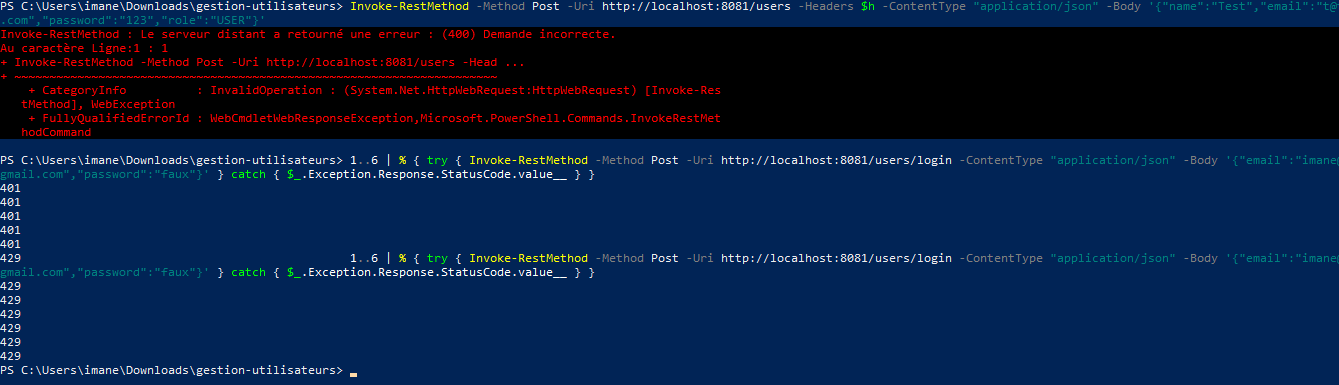 PS C:\Users\imane\Downloads\gestion-utilisateurs> Invoke-RestMethod -Method Post -Uri http://localhost:8081/users -Headers $h -ContentType "application/json" -Body '{"name":"Test","email":"t@
.com","password":"123","role":"USER"}'
Invoke-RestMethod : Le serveur distant a retourné une erreur : (400) Demande incorrecte.
Au caractère Ligne:1 : 1
+ Invoke-RestMethod -Method Post -Uri http://localhost:8081/users -Head ...
+ ~~~~~~~~~~~~~~~~~~~~~~~~~~~~~~~~~~~~~~~~~~~~~~~~~~~~~~~~~~~~~~~~~~~~~
    + CategoryInfo          : InvalidOperation : (System.Net.HttpWebRequest:HttpWebRequest) [Invoke-Res
   tMethod], WebException
    + FullyQualifiedErrorId : WebCmdletWebResponseException,Microsoft.PowerShell.Commands.InvokeRestMet
   hodCommand
PS C:\Users\imane\Downloads\gestion-utilisateurs> 1..6 | % { try { Invoke-RestMethod -Method Post -Uri http://localhost:8081/users/login -ContentType "application/json" -Body '{"email":"imane@
gmail.com","password":"faux"}' } catch { $_.Exception.Response.StatusCode.value__ } }
401
401
401
401
401
429                                               1..6 | % { try { Invoke-RestMethod -Method Post -Uri http://localhost:8081/users/login -ContentType "application/json" -Body '{"email":"imane@
gmail.com","password":"faux"}' } catch { $_.Exception.Response.StatusCode.value__ } }
429
429
429
429
429
429
PS C:\Users\imane\Downloads\gestion-utilisateurs>